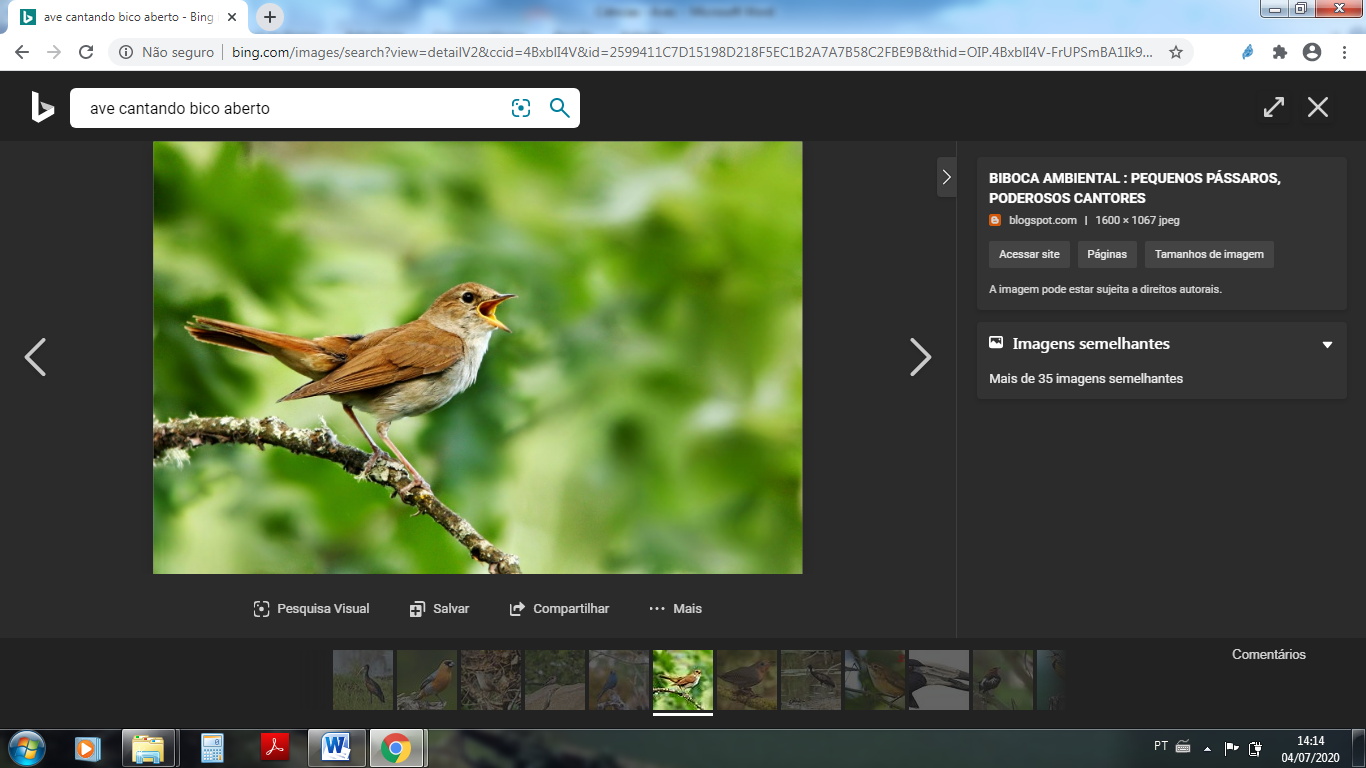 ave cantando bico aberto - Bing
Não seguro
bing.com/images/search?view=detailV2&ccid=4BxblI4V&id=2599411C7D15198D218F5EC1B2A7A7B58C2FBE9B&thid=OIP.4BxblI4V-FrUPSmBA1Ik9...
ave cantando bico aberto
BIBOCA AMBIENTAL : PEQUENOS PÁSSAROS,
PODEROSOS CANTORES
blogspot.com | 1600 × 1067 jpeg
Acessar site Páginas Tamanhos de imagem
A imagem pode estar sujeita a direitos autorais.
Imagens semelhantes
Mais de 35 imagens semelhantes
Pesquisa Visual Salvar Compartilhar ··· Mais
Comentários
PT
14:14
04/07/2020